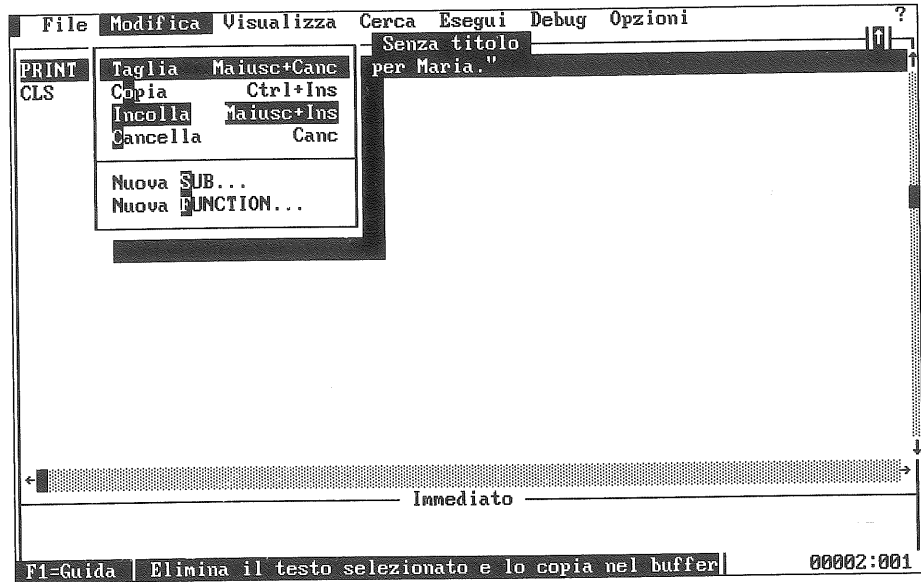 File Modifica Visualizza Cerca Esegui Debug Opzioni ?
Senza titolo
PRINT per Maria."
CLS
Taglia Maiusc+Canc
Copia Ctrl+Ins
Incolla Maiusc+Ins
Cancella Canc
Nuova SUB...
Nuova FUNCTION...
Immediato
F1=Guida Elimina il testo selezionato e lo copia nel buffer 00002:001